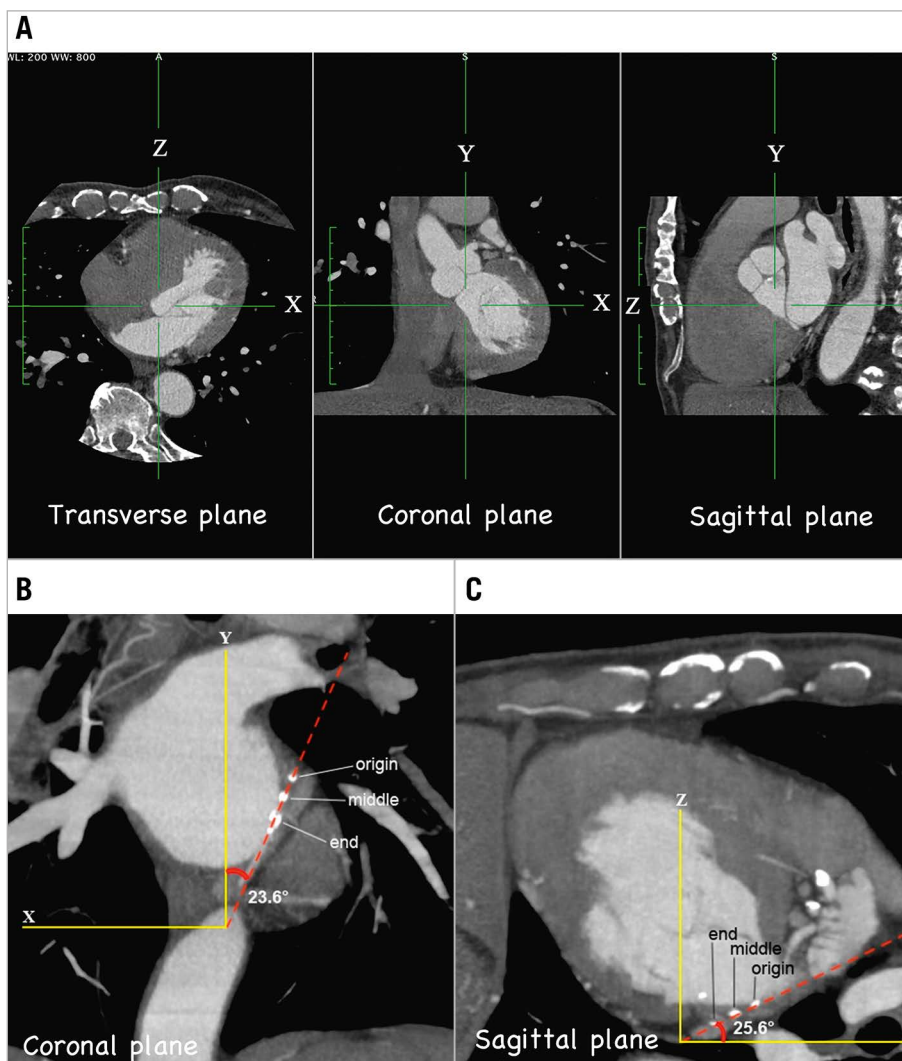 A
WL: 200 WW: 800
A
S
S
Z
Y
Y
X
X
Z
Transverse plane
Coronal plane
Sagittal plane
B
C
Y
origin
middle
end
23.6°
X
Coronal plane
Z
end
middle
origin
25.6°
Sagittal plane